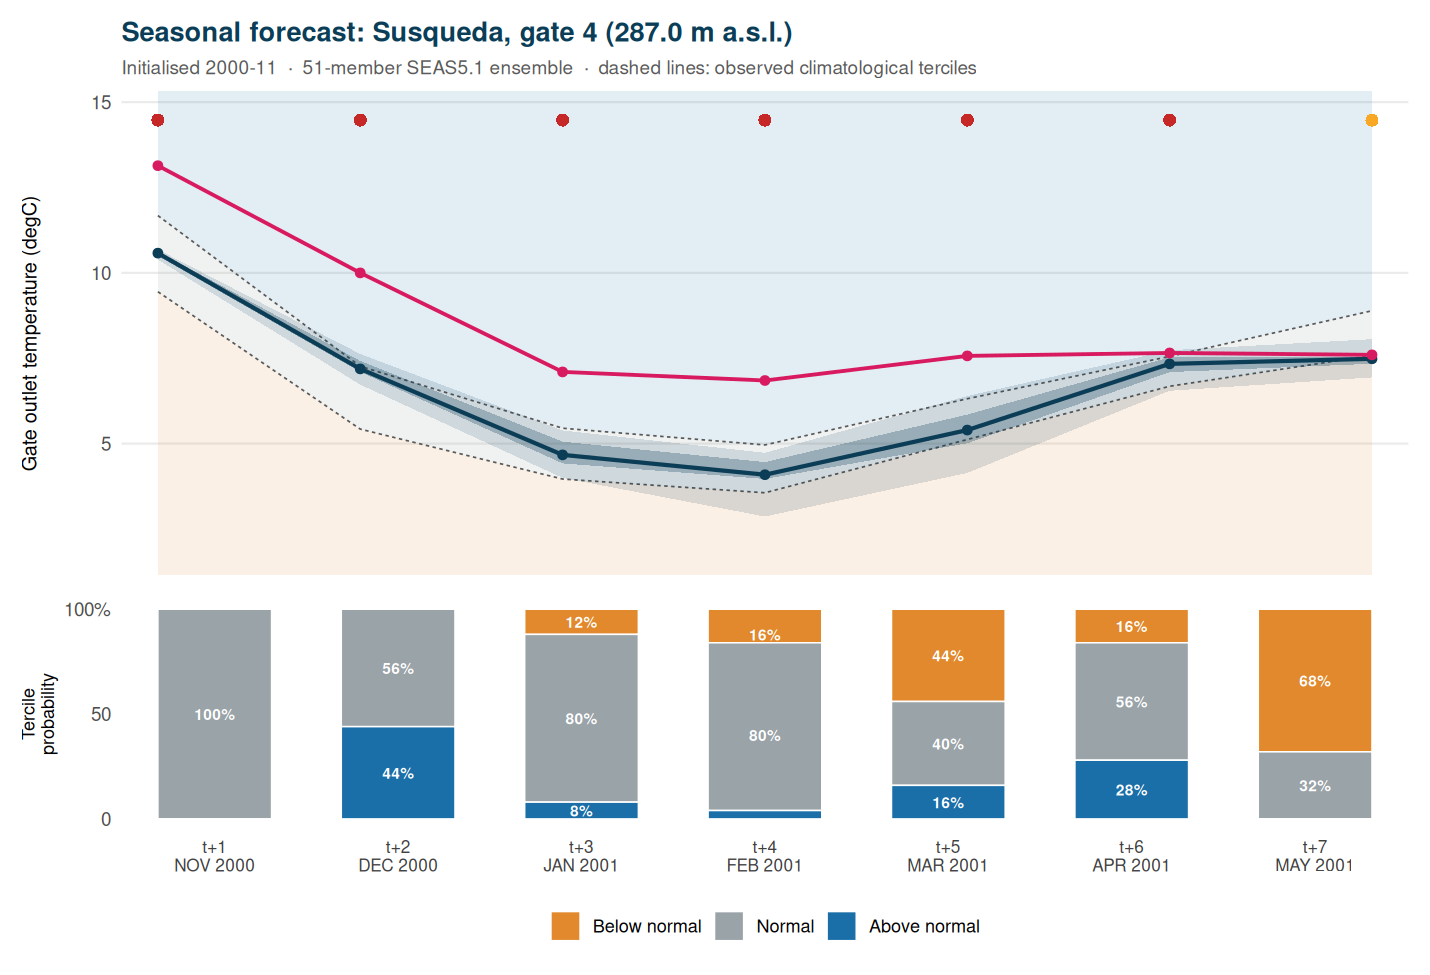 Seasonal forecast: Susqueda, gate 4 (287.0 m a.s.l.)
Initialised 2000-11 · 51-member SEAS5.1 ensemble · dashed lines: observed climatological terciles
Gate outlet temperature (degC)
15
10
5
Tercile
probability
100%
50
0
100%
56%
44%
12%
80%
8%
16%
80%
44%
40%
16%
16%
56%
28%
68%
32%
t+1
NOV 2000
t+2
DEC 2000
t+3
JAN 2001
t+4
FEB 2001
t+5
MAR 2001
t+6
APR 2001
t+7
MAY 2001
Below normal
Normal
Above normal